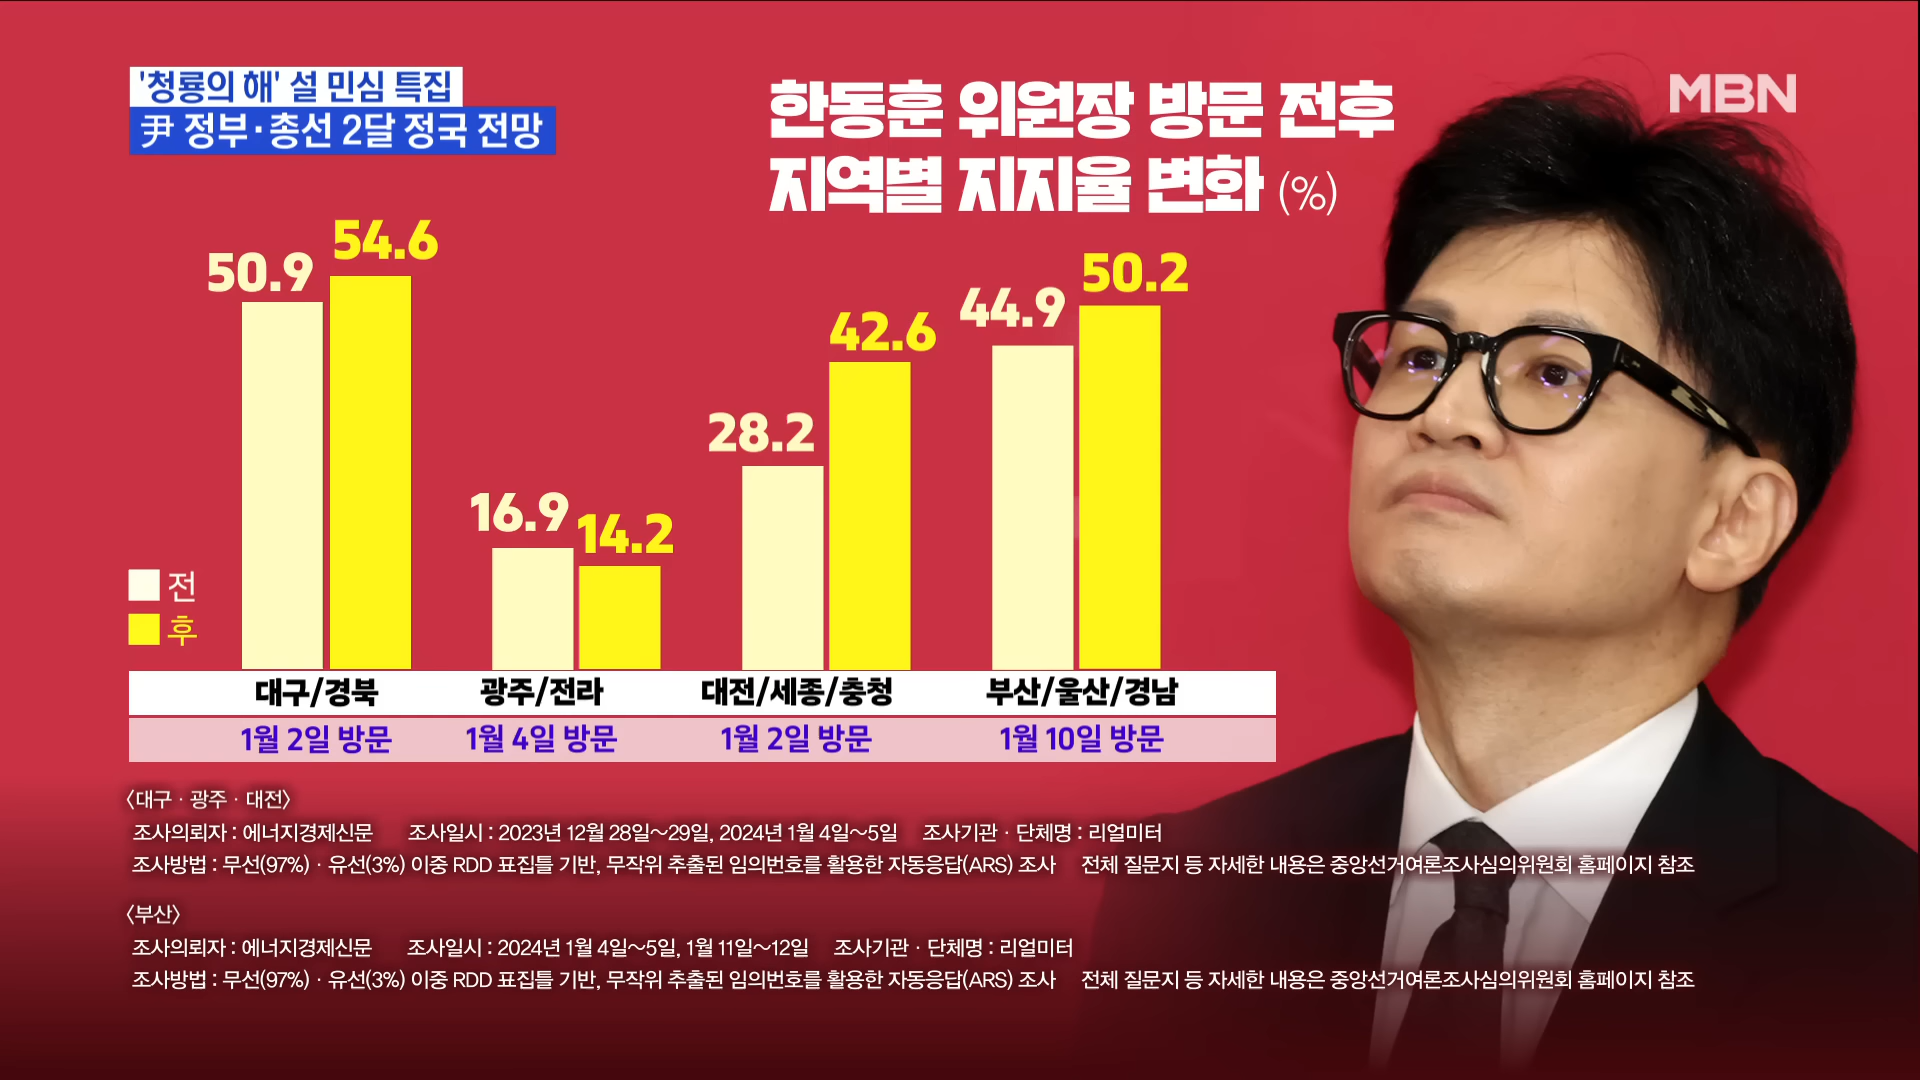 '청룡의 해' 설 민심 특집
尹 정부·총선 2달 정국 전망
MBN
한동훈 위원장 방문 전후
지역별 지지율 변화 (%)
50.9 54.6
16.9 14.2
28.2 42.6
44.9 50.2
전
후
대구/경북 광주/전라 대전/세종/충청 부산/울산/경남
1월 2일 방문 1월 4일 방문 1월 2일 방문 1월 10일 방문
〈대구·광주·대전〉
조사의뢰자 : 에너지경제신문 조사일시 : 2023년 12월 28일~29일, 2024년 1월 4일~5일 조사기관·단체명 : 리얼미터
조사방법 : 무선(97%)·유선(3%) 이중 RDD 표집틀 기반, 무작위 추출된 임의번호를 활용한 자동응답(ARS) 조사 전체 질문지 등 자세한 내용은 중앙선거여론조사심의위원회 홈페이지 참조
〈부산〉
조사의뢰자 : 에너지경제신문 조사일시 : 2024년 1월 4일~5일, 1월 11일~12일 조사기관·단체명 : 리얼미터
조사방법 : 무선(97%)·유선(3%) 이중 RDD 표집틀 기반, 무작위 추출된 임의번호를 활용한 자동응답(ARS) 조사 전체 질문지 등 자세한 내용은 중앙선거여론조사심의위원회 홈페이지 참조